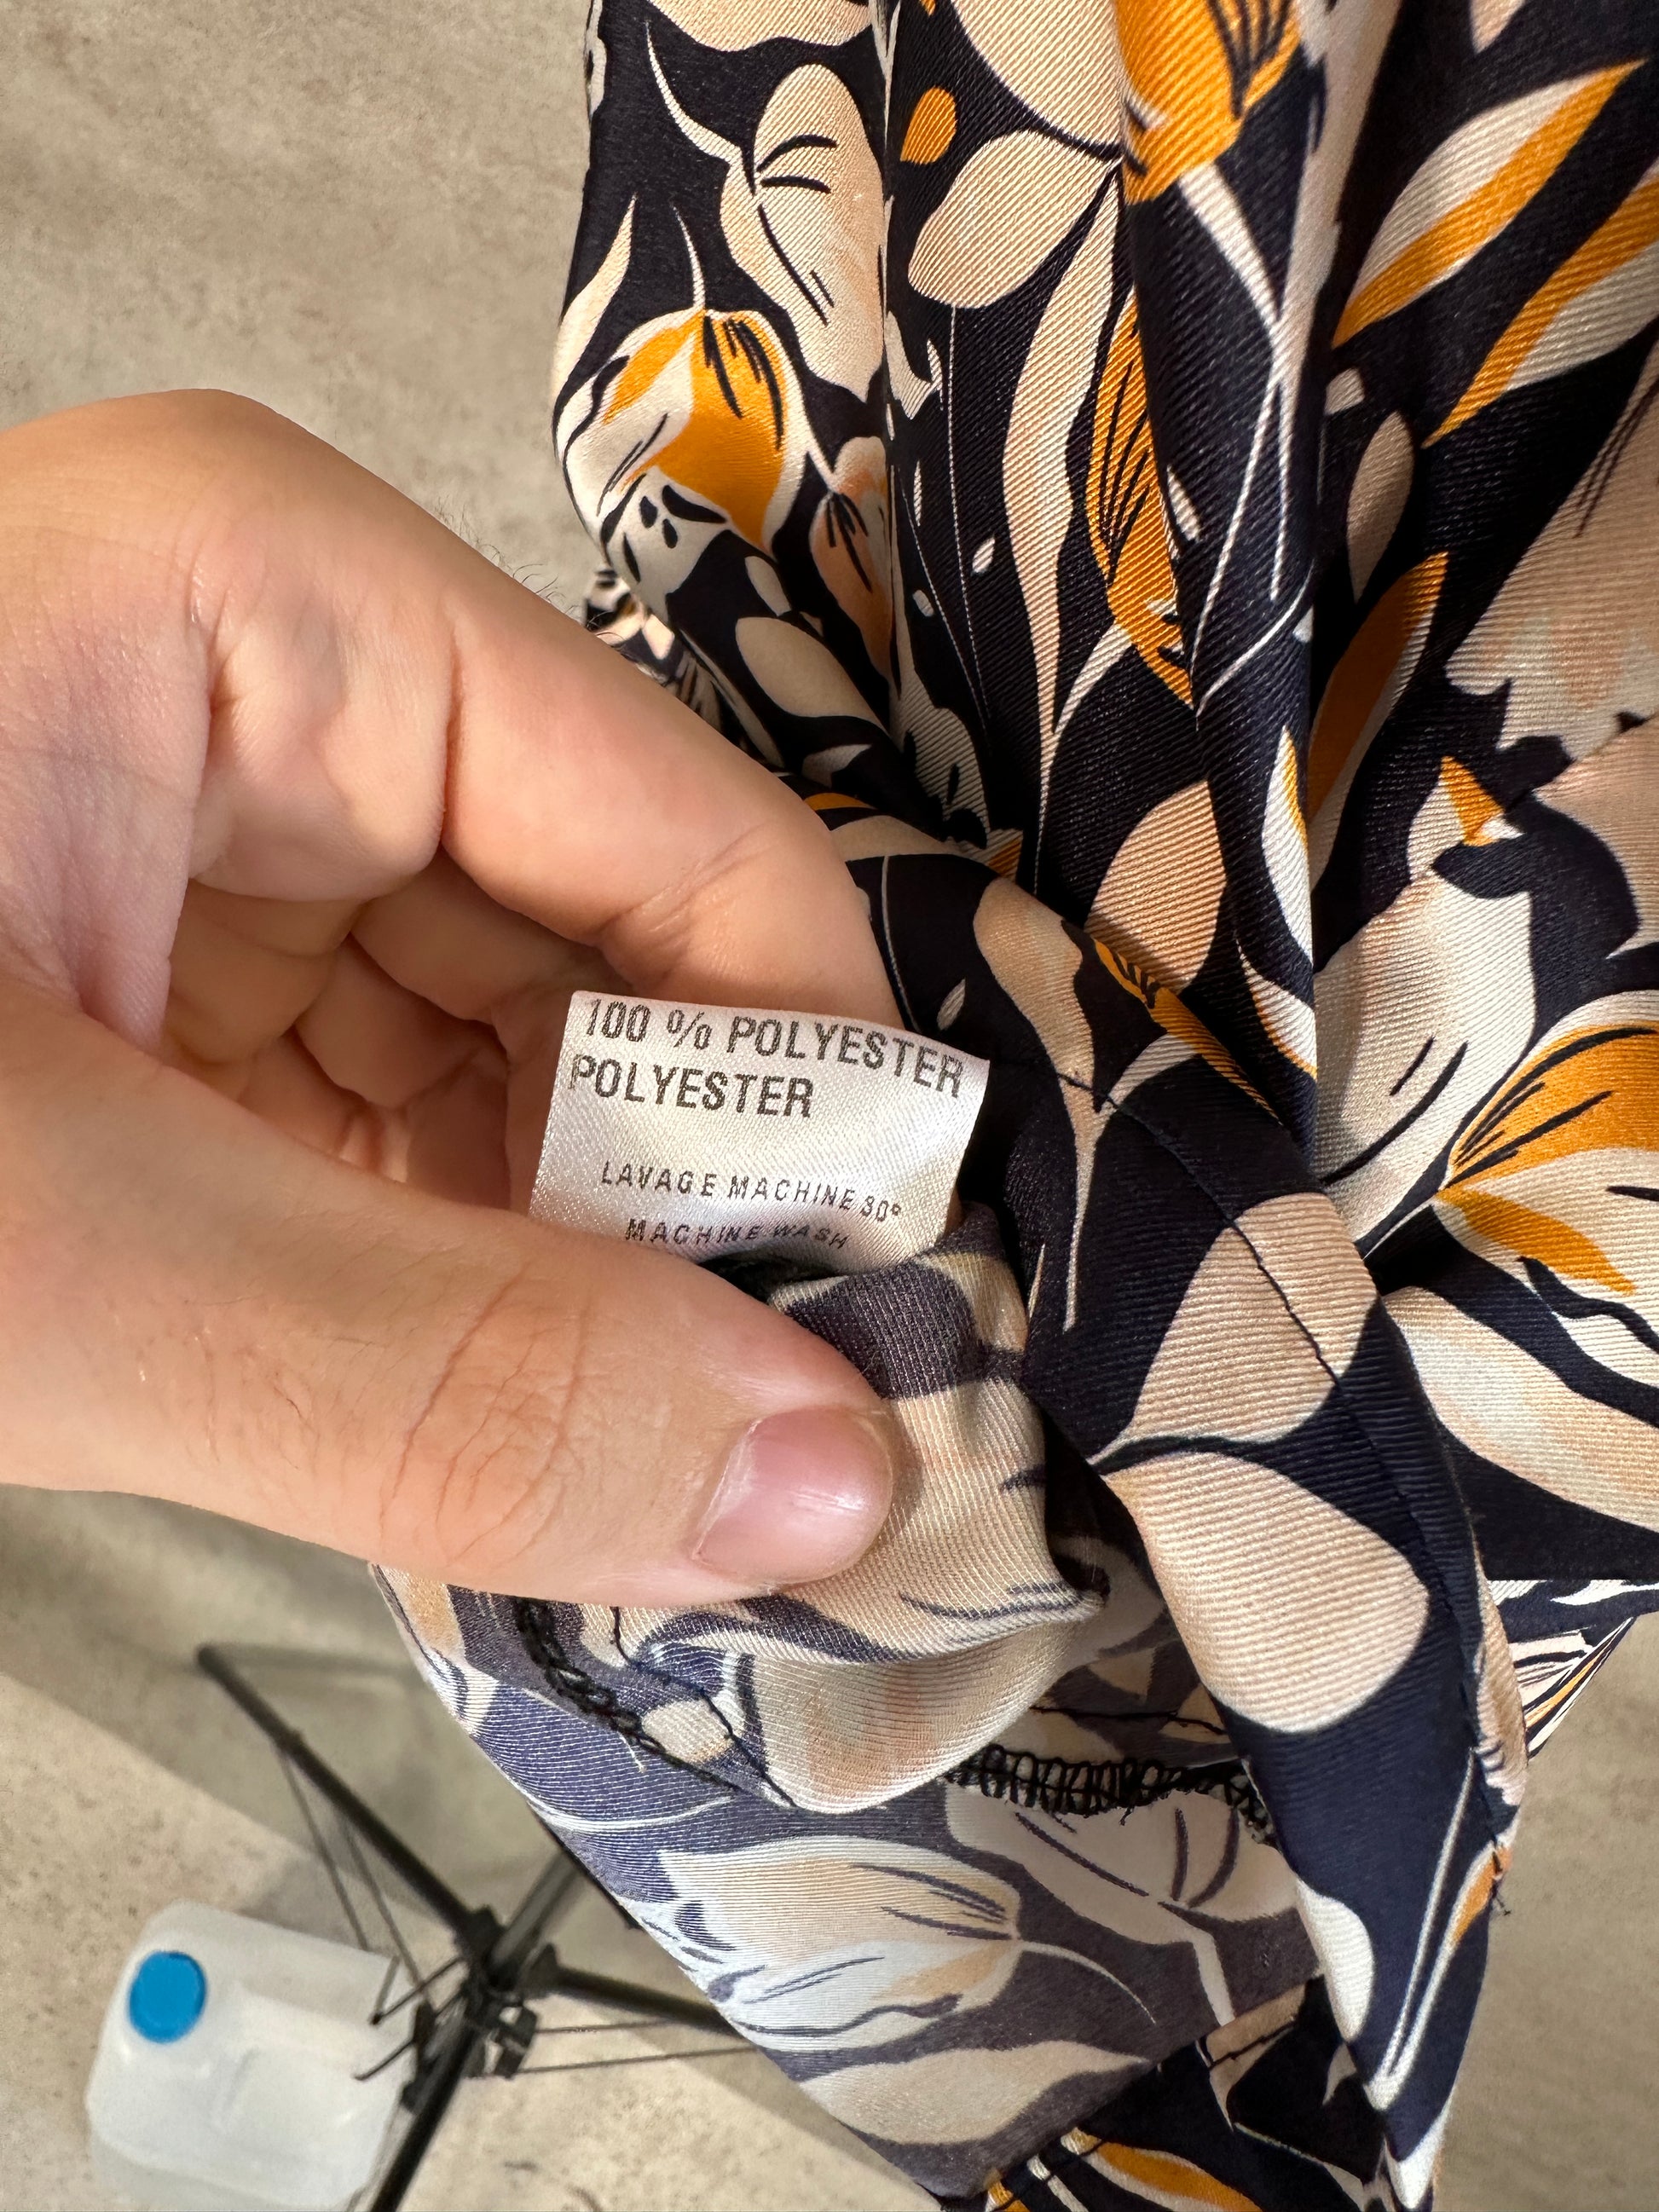 100 % POLYESTER
POLYESTER
LAVAGE MACHINE 30°
MACHINE WASH